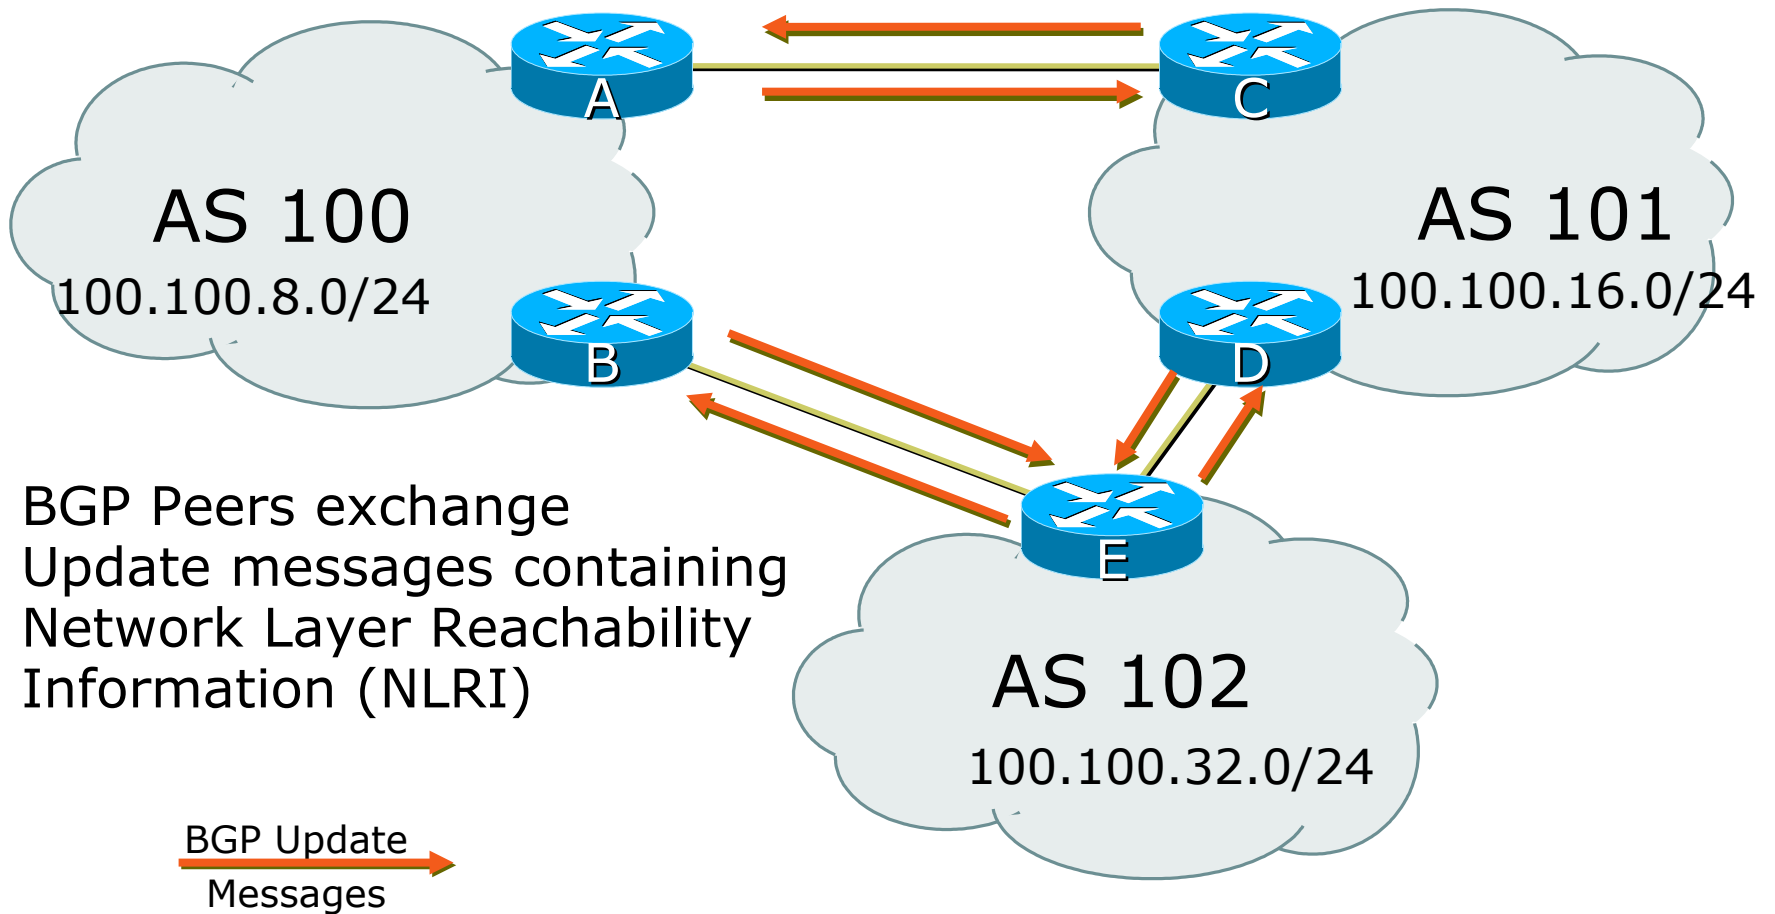 A
C
AS 100
100.100.8.0/24
AS 101
100.100.16.0/24
B
D
E
BGP Peers exchange
Update messages containing
Network Layer Reachability
Information (NLRI)
AS 102
100.100.32.0/24
BGP Update
Messages